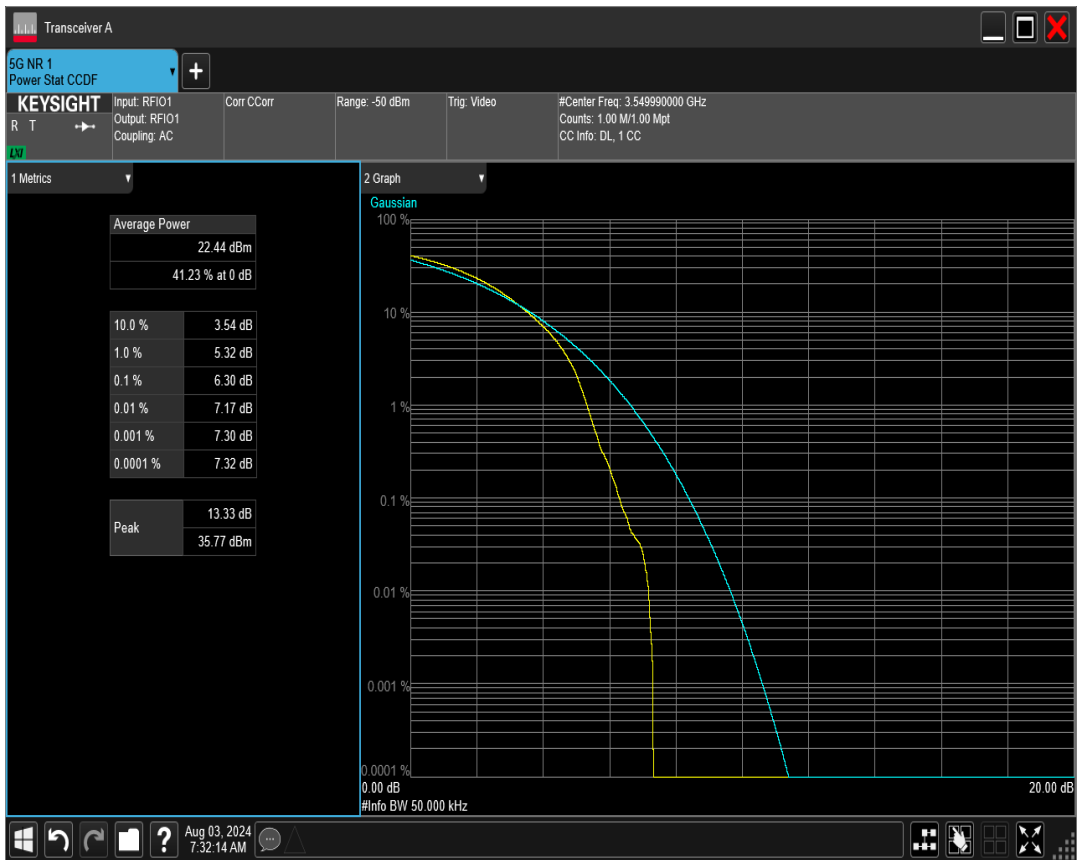 Transceiver A
5G NR 1
Power Stat CCDF
KEYSIGHT
R T
LXI
Input: RFIO1
Output: RFIO1
Coupling: AC
Corr CCorr
Range: -50 dBm
Trig: Video
#Center Freq: 3.549990000 GHz
Counts: 1.00 M/1.00 Mpt
CC Info: DL, 1 CC
1 Metrics
Average Power
22.44 dBm
41.23 % at 0 dB
10.0 % 3.54 dB
1.0 % 5.32 dB
0.1 % 6.30 dB
0.01 % 7.17 dB
0.001 % 7.30 dB
0.0001 % 7.32 dB
Peak
13.33 dB
35.77 dBm
2 Graph
Gaussian
100 %
10 %
1 %
0.1 %
0.01 %
0.001 %
0.0001 %
0.00 dB 20.00 dB
#Info BW 50.000 kHz
? Aug 03, 2024
7:32:14 AM